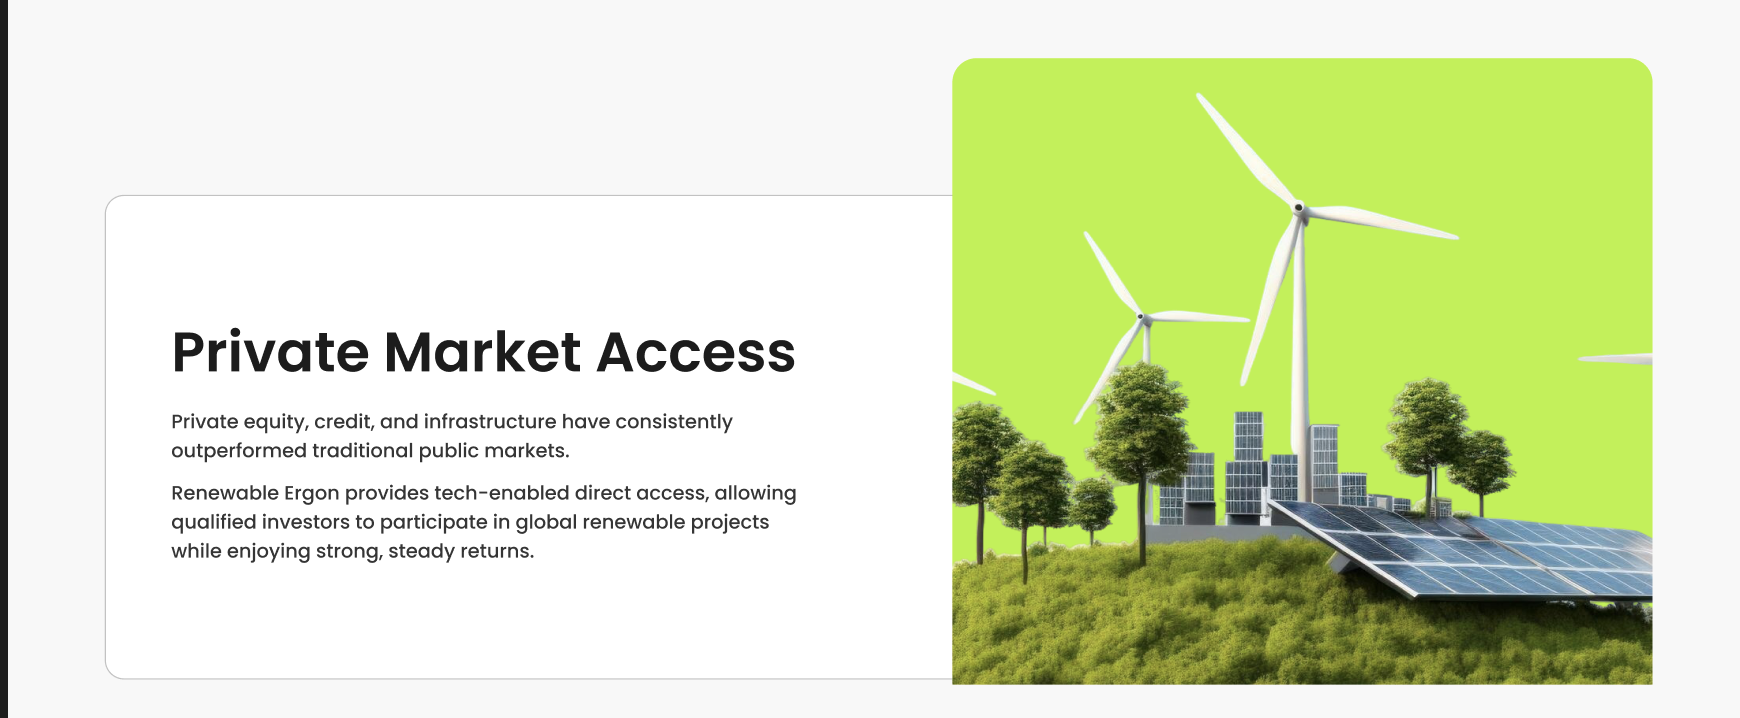 Private Market Access
Private equity, credit, and infrastructure have consistently
outperformed traditional public markets.
Renewable Ergon provides tech-enabled direct access, allowing
qualified investors to participate in global renewable projects
while enjoying strong, steady returns.